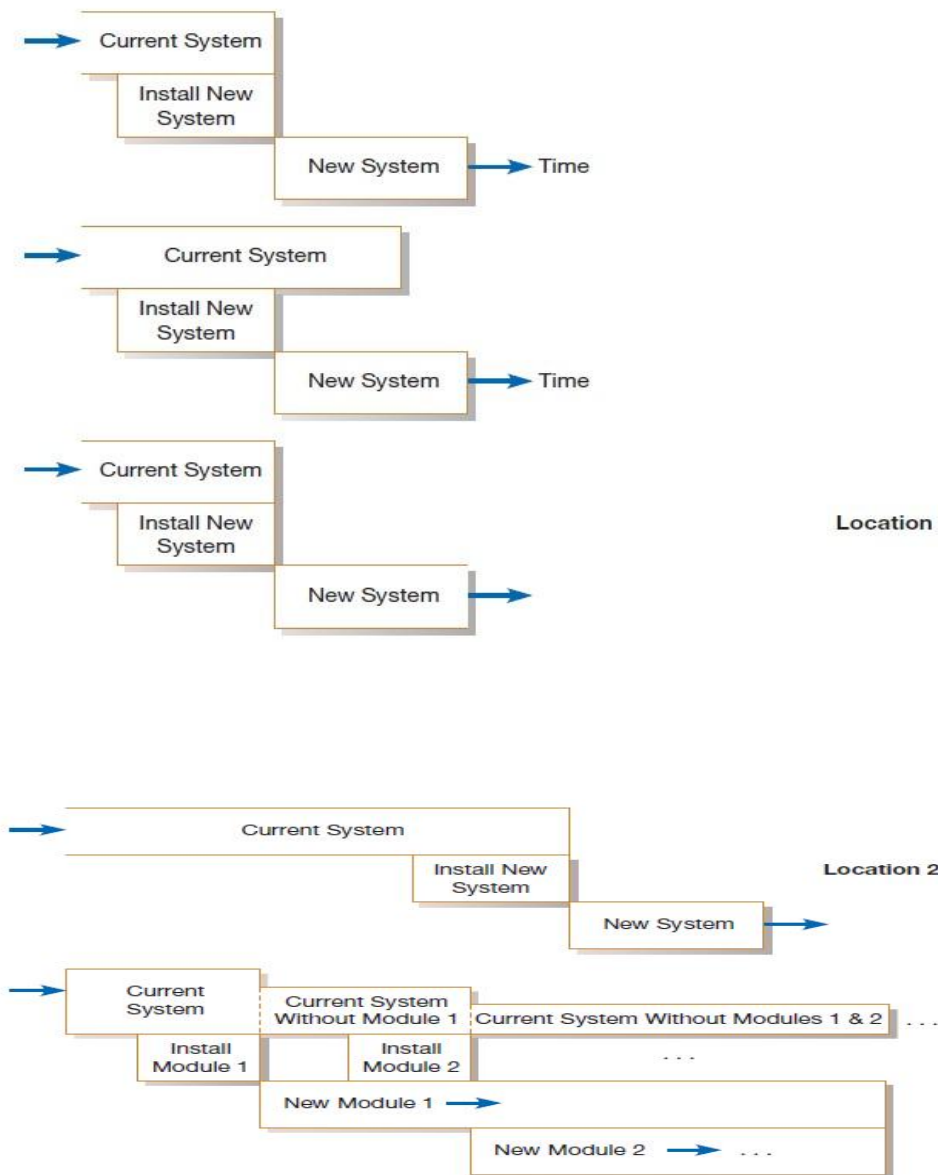 Current System
Install New
System
New System
Time
Current System
Install New
System
New System
Time
Current System
Install New
System
Location
New System
Current System
Install New
System
Location 2
New System
Current
System
Current System
Without Module 1
Current System Without Modules 1 & 2
. . .
Install
Module 1
Install
Module 2
. . .
New Module 1
New Module 2
. . .